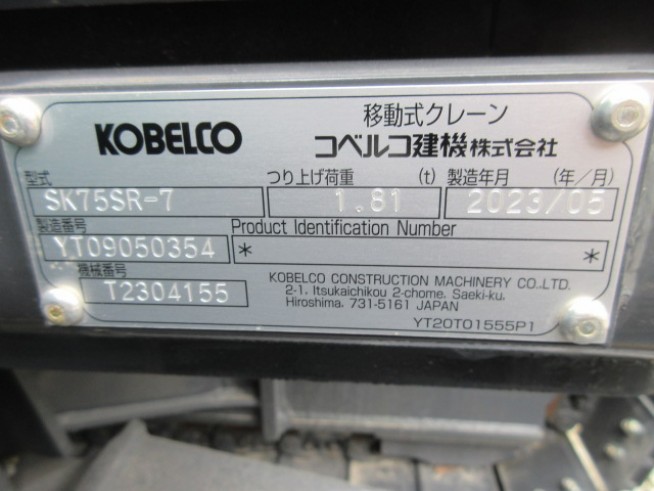 KOBELCO
移動式クレーン
コベルコ建機株式会社
型式 つり上げ荷重 (t) 製造年月 (年/月)
SK75SR-7 1.81 2023/05
製造番号 Product Identification Number
YT09050354 * *
機械番号
T2304155
KOBELCO CONSTRUCTION MACHINERY CO.,LTD.
2-1, Itsukaichikou 2-chome, Saeki-ku,
Hiroshima, 731-5161 JAPAN
YT20T01555P1